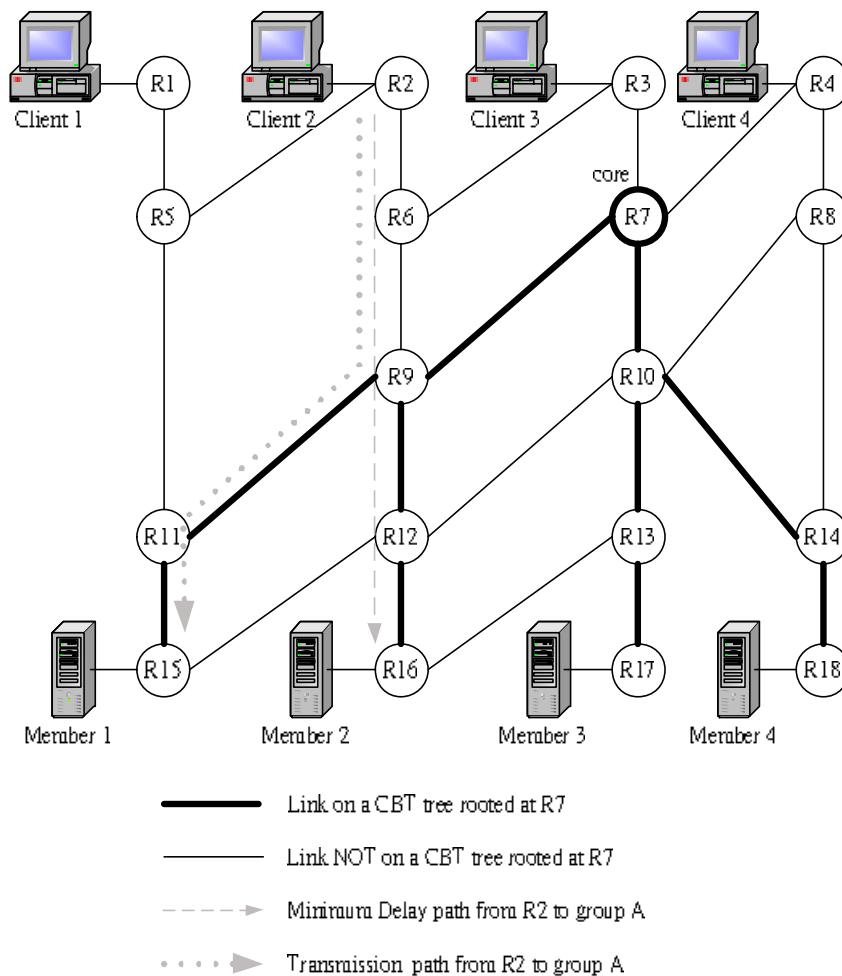 R1
R2
R3
R4
Client 1
Client 2
Client 3
Client 4
core
R5
R6
R7
R8
R9
R10
R11
R12
R13
R14
R15
R16
R17
R18
Member 1
Member 2
Member 3
Member 4
Link on a CBT tree rooted at R7
Link NOT on a CBT tree rooted at R7
Minimum Delay path from R2 to group A
Transmission path from R2 to group A